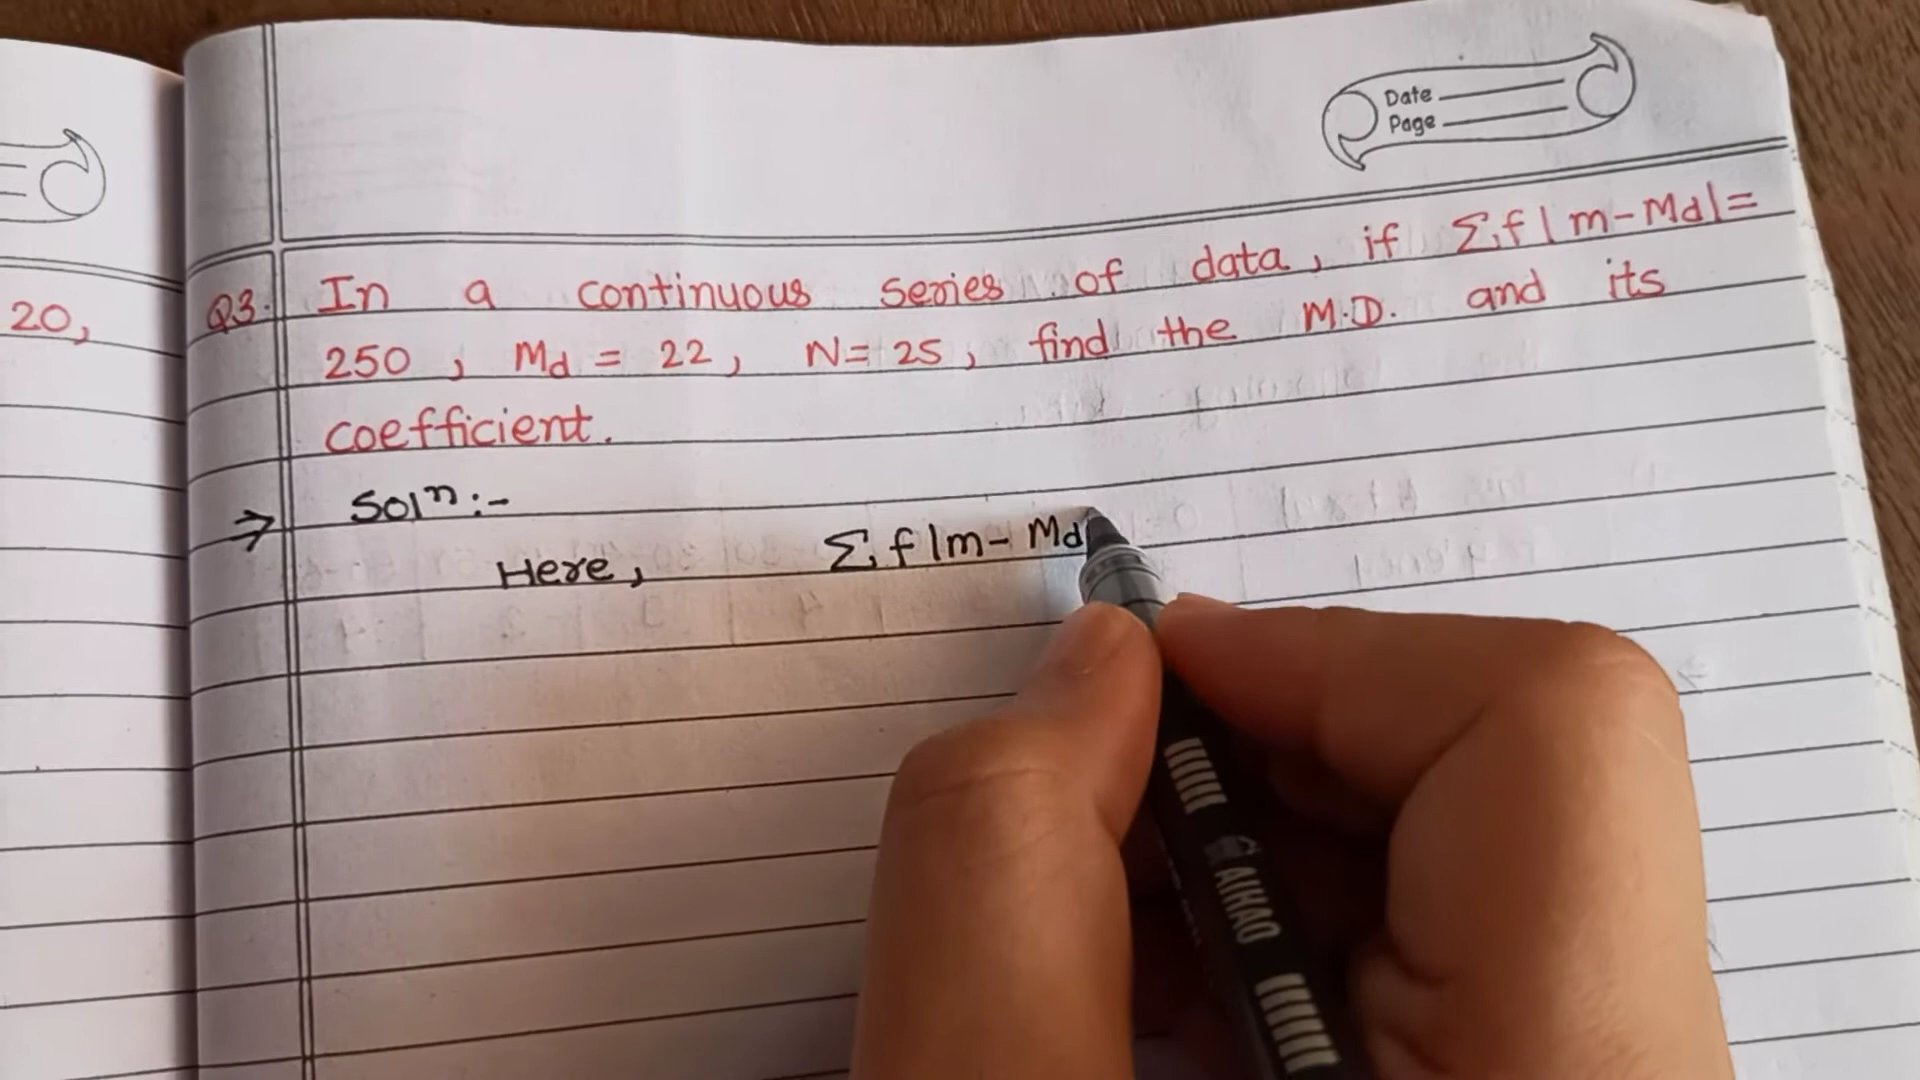 Date
Page
20,
Q3. In a continuous series of data, if Σf|m-Md|=
250, Md = 22, N= 25, find the M.D. and its
coefficient.
→ Solⁿ:-
Here, Σf|m- Md
AIHAO